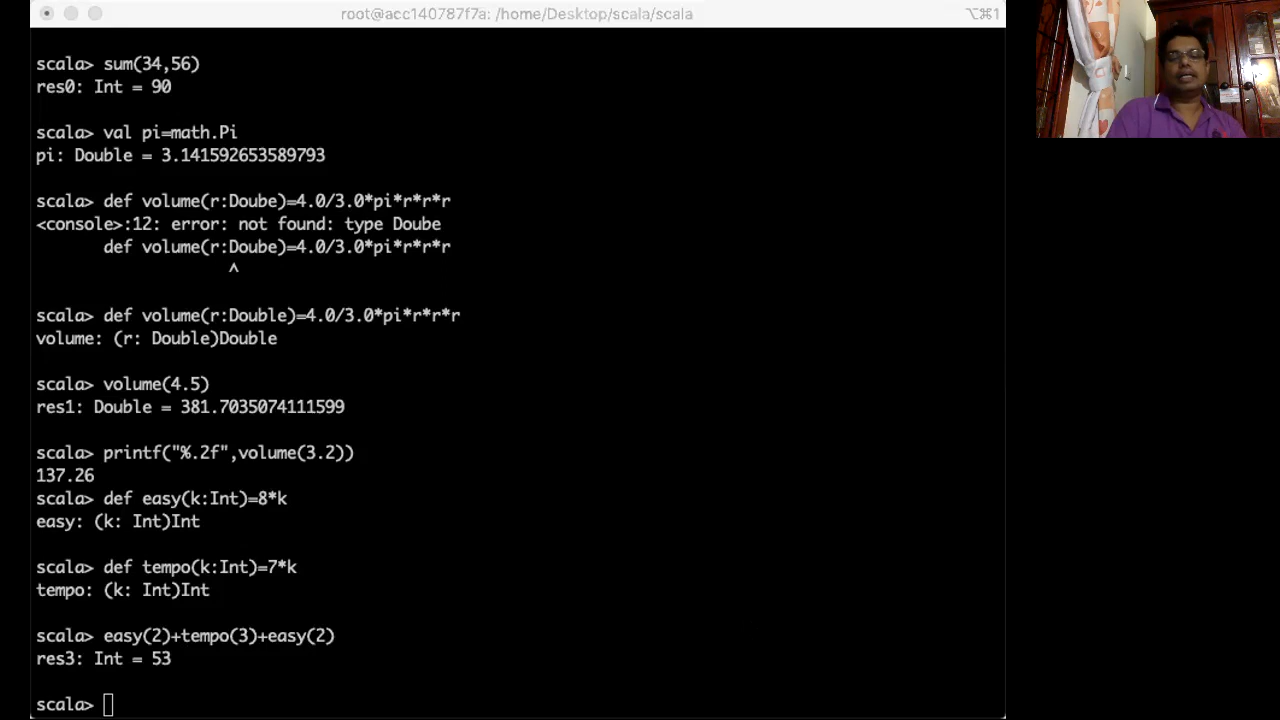 root@acc140787f7a: /home/Desktop/scala/scala
⌥⌘1
scala> sum(34,56)
res0: Int = 90
scala> val pi=math.Pi
pi: Double = 3.141592653589793
scala> def volume(r:Doube)=4.0/3.0*pi*r*r*r
<console>:12: error: not found: type Doube
def volume(r:Doube)=4.0/3.0*pi*r*r*r
^
scala> def volume(r:Double)=4.0/3.0*pi*r*r*r
volume: (r: Double)Double
scala> volume(4.5)
res1: Double = 381.7035074111599
scala> printf("%.2f",volume(3.2))
137.26
scala> def easy(k:Int)=8*k
easy: (k: Int)Int
scala> def tempo(k:Int)=7*k
tempo: (k: Int)Int
scala> easy(2)+tempo(3)+easy(2)
res3: Int = 53
scala>